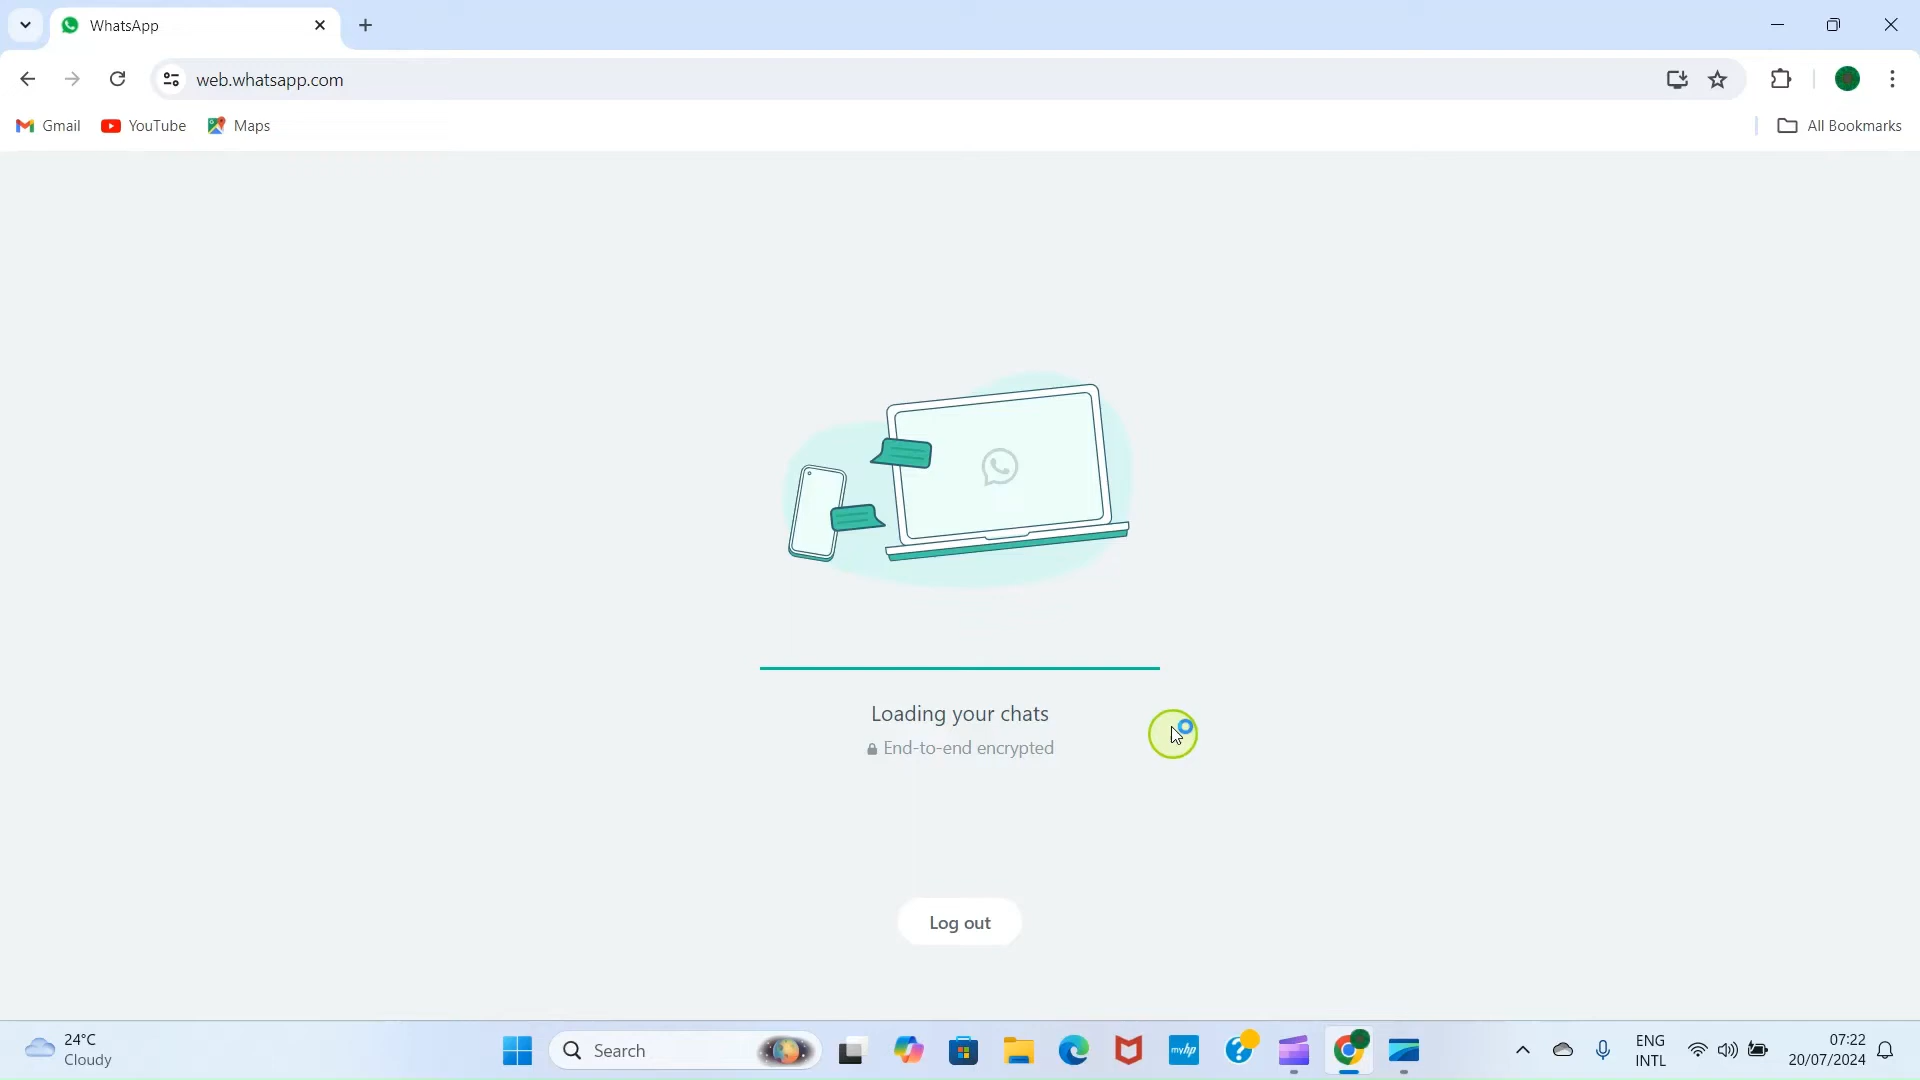 WhatsApp
web.whatsapp.com
Gmail YouTube Maps All Bookmarks
Loading your chats
End-to-end encrypted
Log out
24°C
Cloudy
Search
myhp
ENG
INTL
07:22
20/07/2024